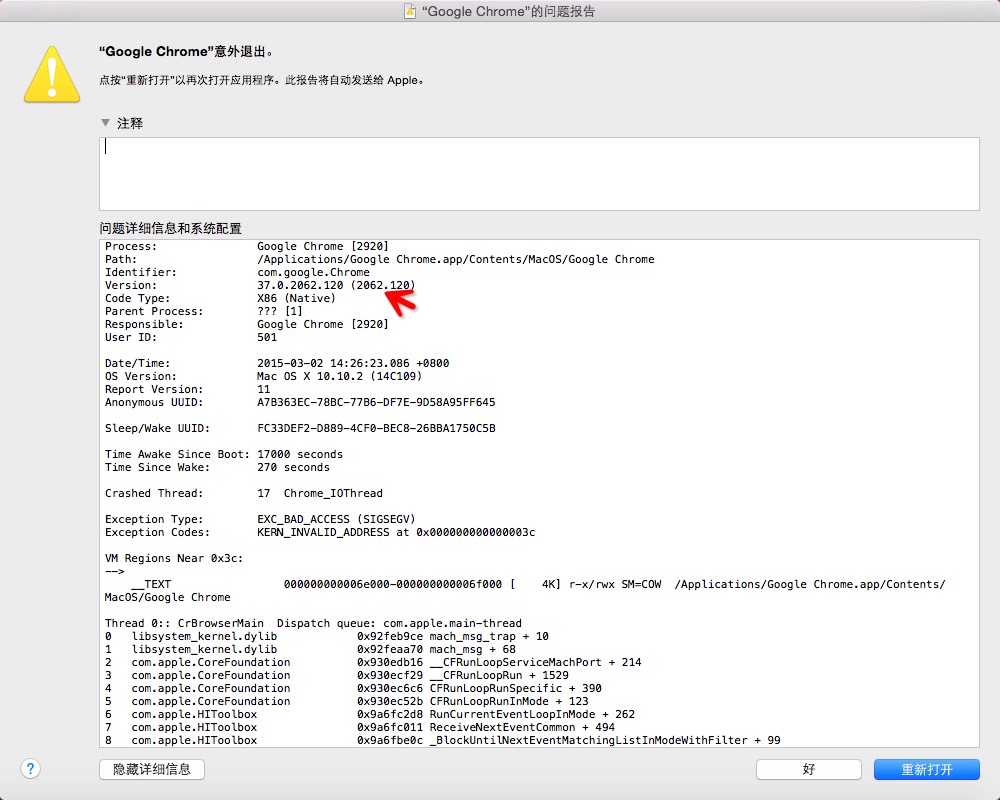 “Google Chrome”的问题报告
“Google Chrome”意外退出。
点按“重新打开”以再次打开应用程序。此报告将自动发送给 Apple。
注释
问题详细信息和系统配置
Process: Google Chrome [2920]
Path: /Applications/Google Chrome.app/Contents/MacOS/Google Chrome
Identifier: com.google.Chrome
Version: 37.0.2062.120 (2062.120)
Code Type: X86 (Native)
Parent Process: ??? [1]
Responsible: Google Chrome [2920]
User ID: 501
Date/Time: 2015-03-02 14:26:23.086 +0800
OS Version: Mac OS X 10.10.2 (14C109)
Report Version: 11
Anonymous UUID: A7B363EC-78BC-77B6-DF7E-9D58A95FF645
Sleep/Wake UUID: FC33DEF2-D889-4CF0-BEC8-26BBA1750C5B
Time Awake Since Boot: 17000 seconds
Time Since Wake: 270 seconds
Crashed Thread: 17 Chrome_IOThread
Exception Type: EXC_BAD_ACCESS (SIGSEGV)
Exception Codes: KERN_INVALID_ADDRESS at 0x000000000000003c
VM Regions Near 0x3c:
-->
__TEXT 000000000006e000-000000000006f000 [ 4K] r-x/rwx SM=COW /Applications/Google Chrome.app/Contents/
MacOS/Google Chrome
Thread 0:: CrBrowserMain Dispatch queue: com.apple.main-thread
0 libsystem_kernel.dylib 0x92feb9ce mach_msg_trap + 10
1 libsystem_kernel.dylib 0x92feaa70 mach_msg + 68
2 com.apple.CoreFoundation 0x930edb16 __CFRunLoopServiceMachPort + 214
3 com.apple.CoreFoundation 0x930ecf29 __CFRunLoopRun + 1529
4 com.apple.CoreFoundation 0x930ec6c6 CFRunLoopRunSpecific + 390
5 com.apple.CoreFoundation 0x930ec52b CFRunLoopRunInMode + 123
6 com.apple.HIToolbox 0x9a6fc2d8 RunCurrentEventLoopInMode + 262
7 com.apple.HIToolbox 0x9a6fc011 ReceiveNextEventCommon + 494
8 com.apple.HIToolbox 0x9a6fbe0c _BlockUntilNextEventMatchingListInModeWithFilter + 99
?
隐藏详细信息
好
重新打开